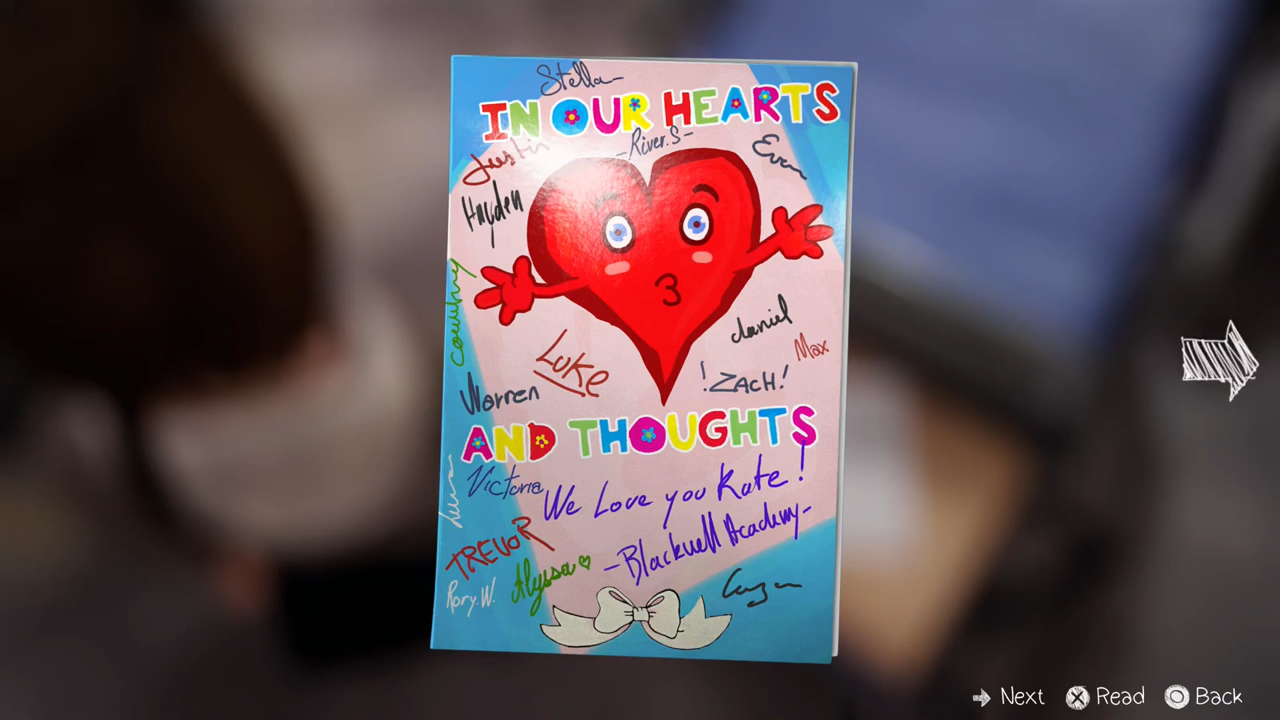 Stella
IN OUR HEARTS
-River.S-
Justin
Evan
Hayden
daniel
Max
Luke
!ZACH!
Warren
AND THOUGHTS
Victoria
We Love you Kate!
-Blackwell Academy-
TREVOR
Alyssa
Rory.W.
Next
Read
Back